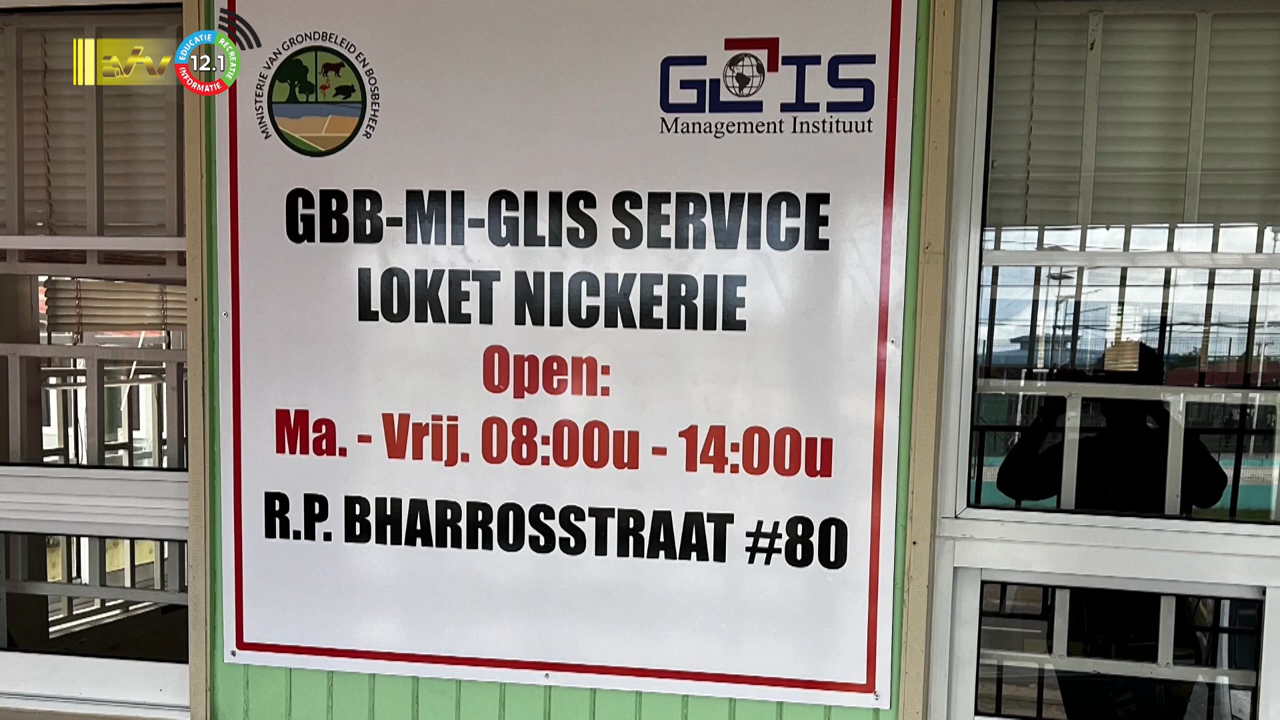 EDUCATIE
RECREATIE
INFORMATIE
12.1
MINISTERIE VAN GRONDBELEID EN BOSBEHEER
GLIS
Management Instituut
GBB-MI-GLIS SERVICE
LOKET NICKERIE
Open:
Ma. - Vrij. 08:00u - 14:00u
R.P. BHARROSSTRAAT #80